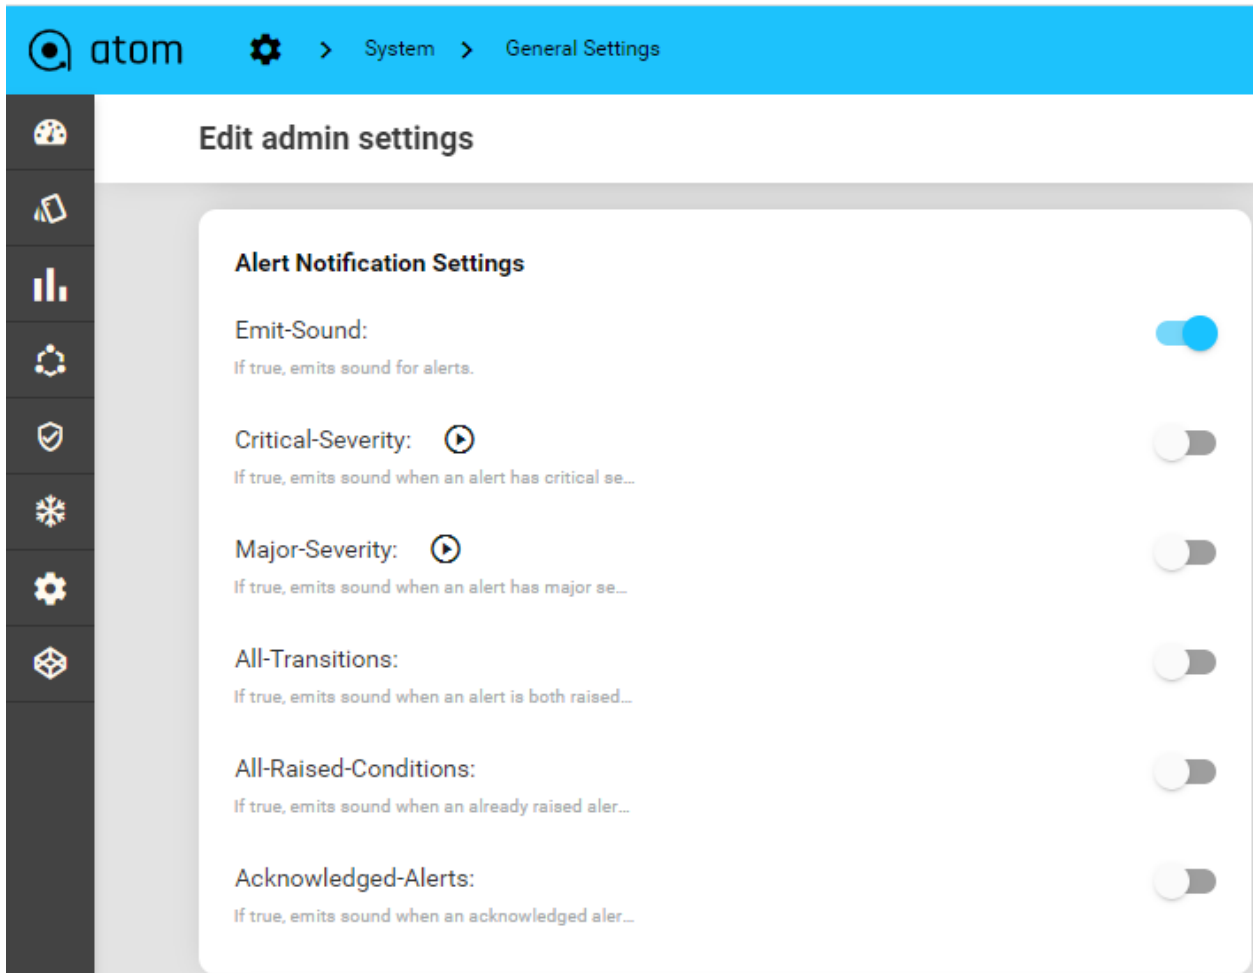 atom
System
General Settings
Edit admin settings
Alert Notification Settings
Emit-Sound:
If true, emits sound for alerts.
Critical-Severity:
If true, emits sound when an alert has critical se...
Major-Severity:
If true, emits sound when an alert has major se...
All-Transitions:
If true, emits sound when an alert is both raised...
All-Raised-Conditions:
If true, emits sound when an already raised aler...
Acknowledged-Alerts:
If true, emits sound when an acknowledged aler...